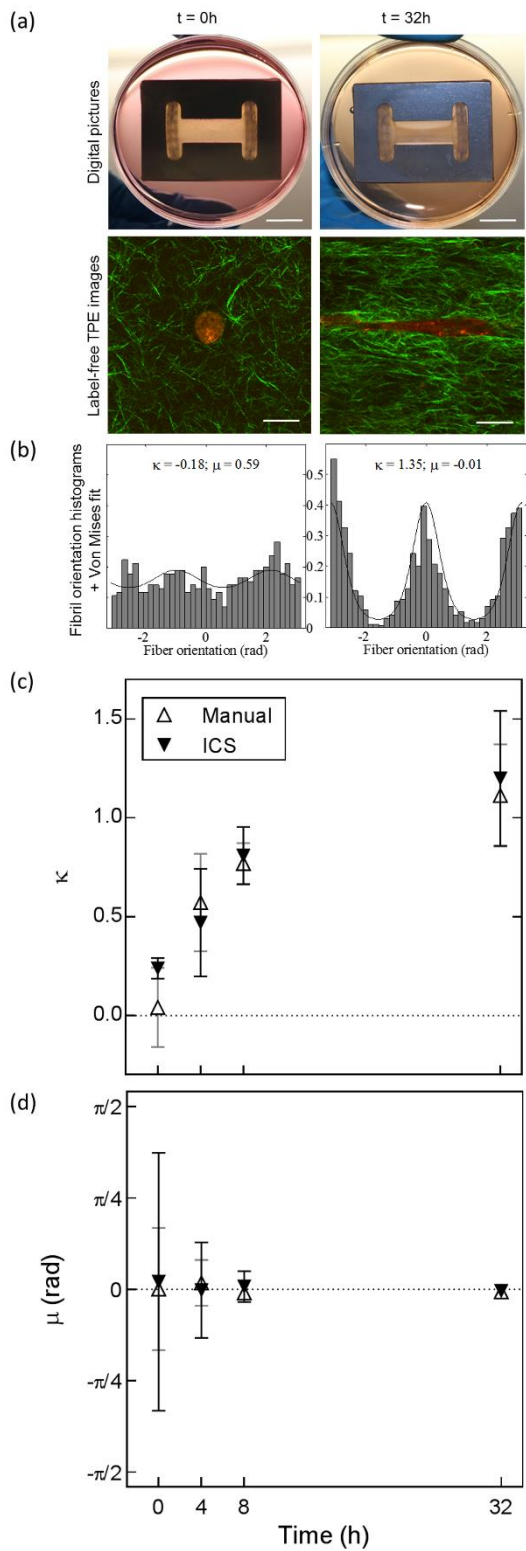 (a)
t = 0h
t = 32h
Digital pictures
Label-free TPE images
(b)
Fibril orientation histograms
+ Von Mises fit
κ = -0.18; μ = 0.59
κ = 1.35; μ = -0.01
0.5
0.4
0.3
0.2
0.1
0
-2
0
2
-2
0
2
Fiber orientation (rad)
Fiber orientation (rad)
(c)
Manual
ICS
1.5
1.0
0.5
0.0
κ
(d)
π/2
π/4
0
-π/4
-π/2
μ (rad)
0
4
8
32
Time (h)